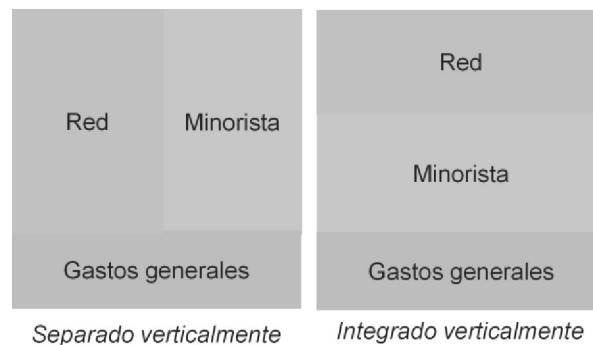 Red
Minorista
Gastos generales
Separado verticalmente
Red
Minorista
Gastos generales
Integrado verticalmente